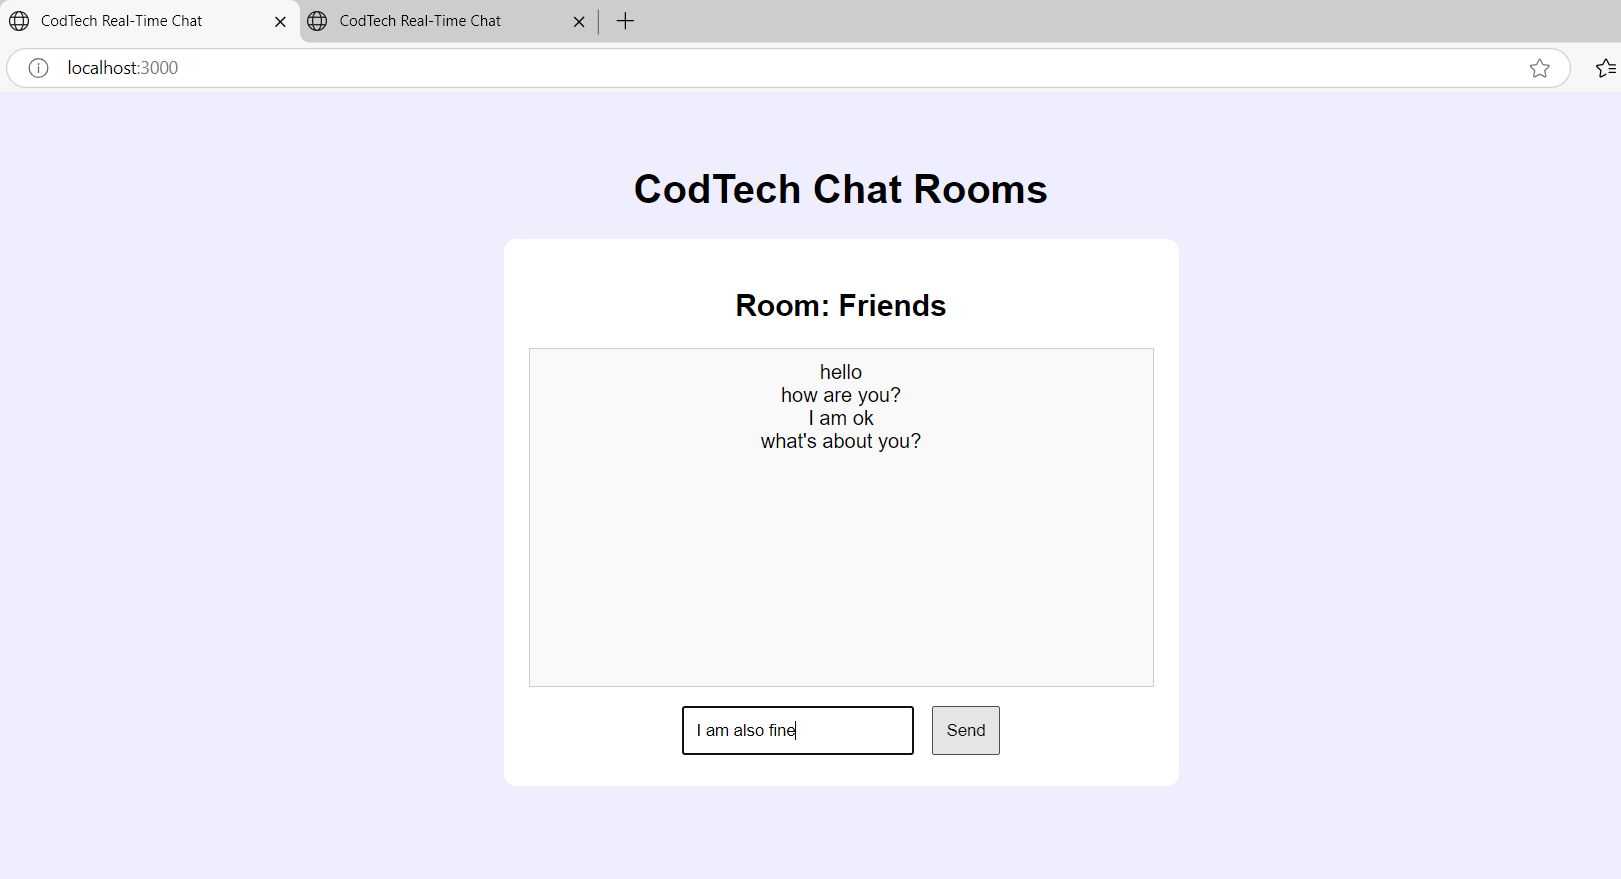 CodTech Real-Time Chat
CodTech Real-Time Chat
localhost:3000
CodTech Chat Rooms
Room: Friends
hello
how are you?
I am ok
what's about you?
I am also fine
Send